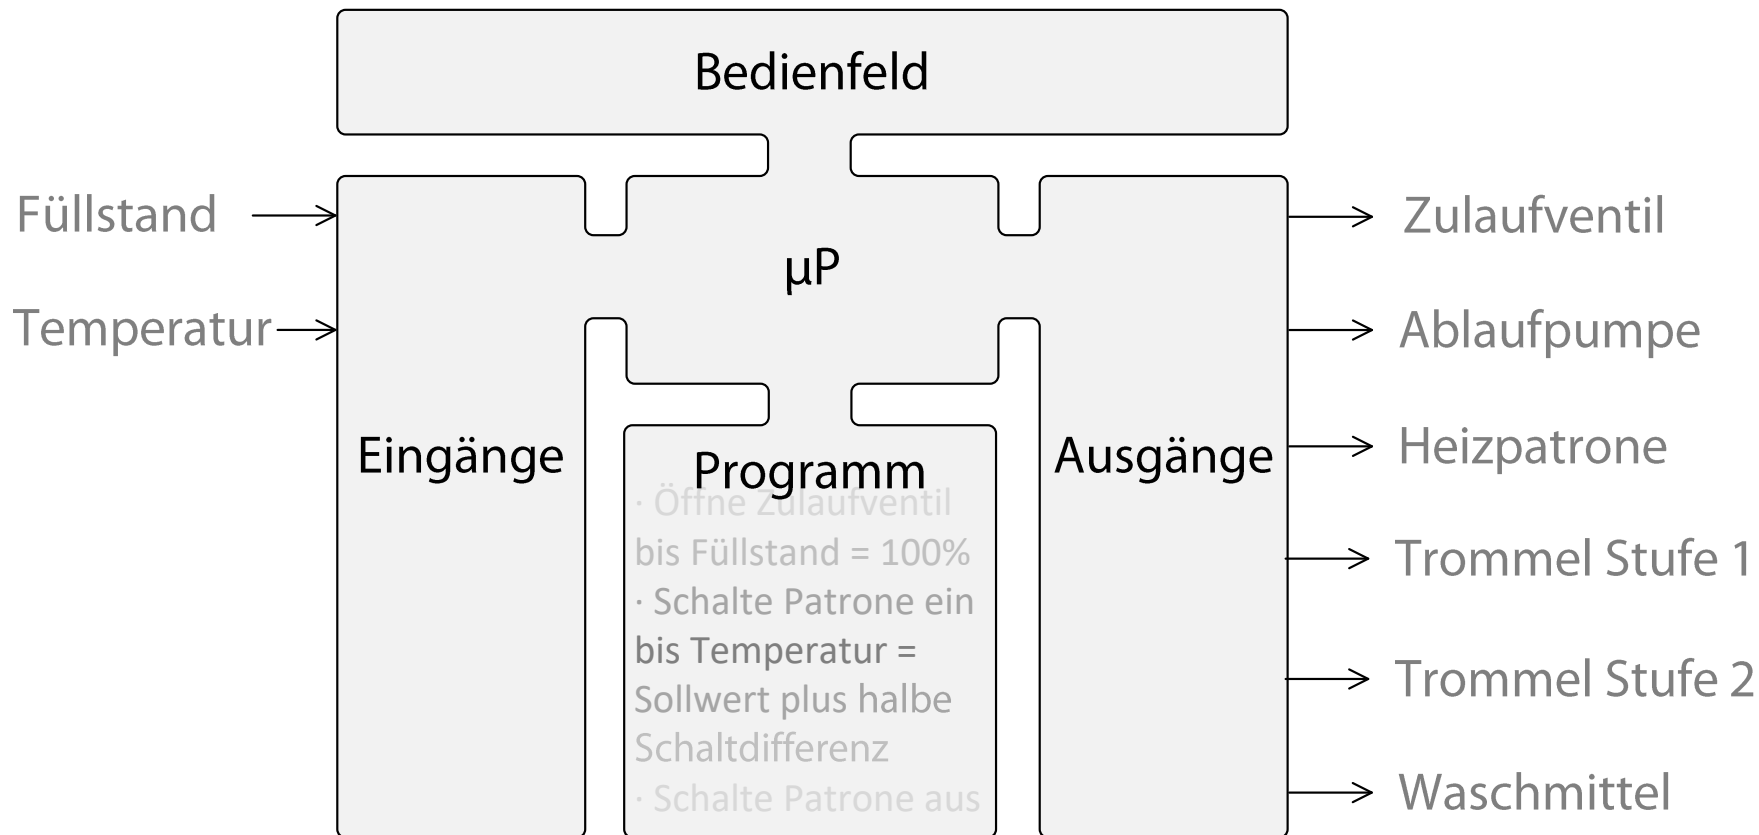 Bedienfeld
Füllstand
Temperatur
µP
Eingänge
Programm
· Öffne Zulaufventil
bis Füllstand = 100%
· Schalte Patrone ein
bis Temperatur =
Sollwert plus halbe
Schaltdifferenz
· Schalte Patrone aus
Ausgänge
Zulaufventil
Ablaufpumpe
Heizpatrone
Trommel Stufe 1
Trommel Stufe 2
Waschmittel